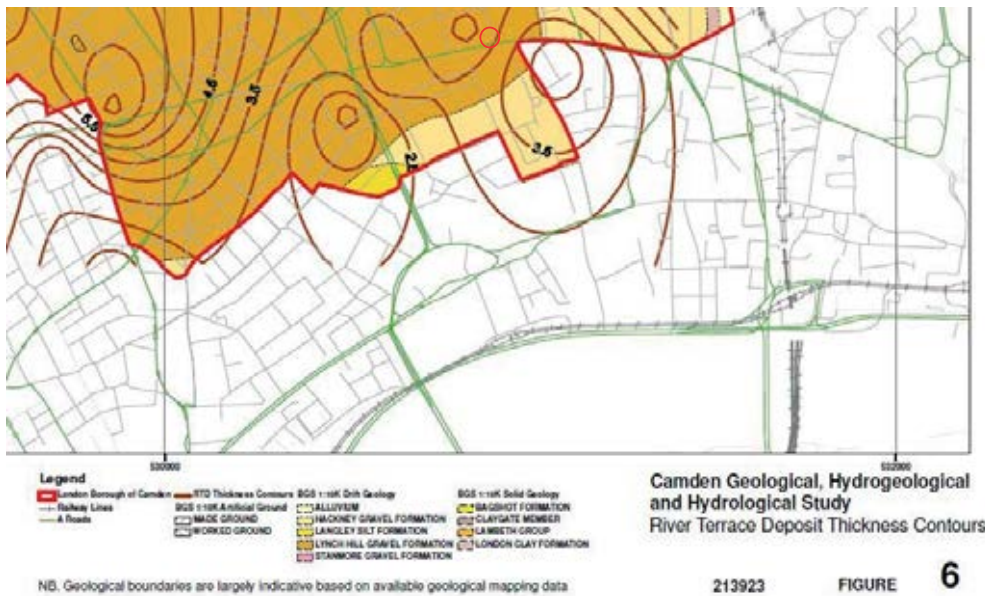 4.5
3.5
5.5
2.5
3.5
530000
532000
Legend
London Borough of Camden
Railway Lines
A Roads
RTD Thickness Contours
BGS 1:10K Artificial Ground
MADE GROUND
WORKED GROUND
BGS 1:10K Drift Geology
ALLUVIUM
HACKNEY GRAVEL FORMATION
LANGLEY SILT FORMATION
LYNCH HILL GRAVEL FORMATION
STANMORE GRAVEL FORMATION
BGS 1:10K Solid Geology
BAGSHOT FORMATION
CLAYGATE MEMBER
LAMBETH GROUP
LONDON CLAY FORMATION
Camden Geological, Hydrogeological
and Hydrological Study
River Terrace Deposit Thickness Contours
NB. Geological boundaries are largely indicative based on available geological mapping data
213923
FIGURE 6